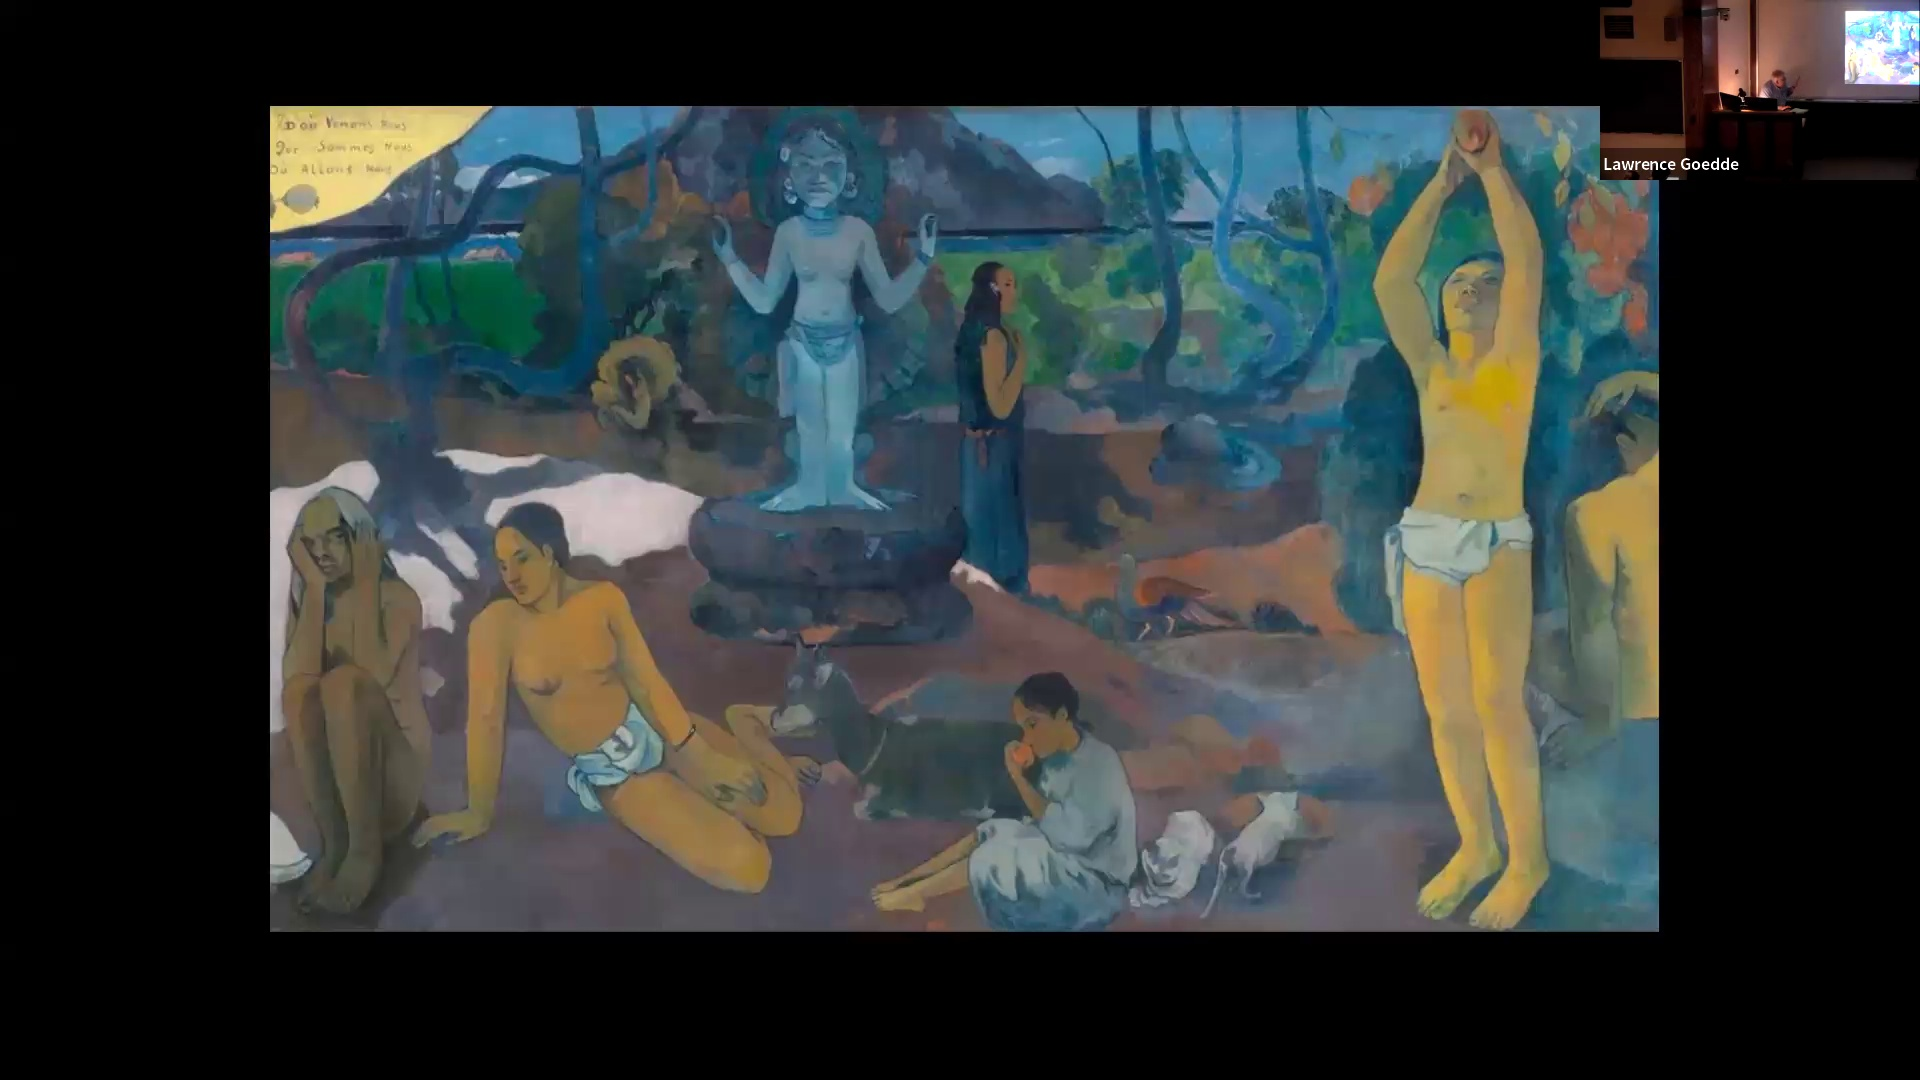 D'où Venons Nous
Que Sommes Nous
Où Allons Nous
Lawrence Goedde